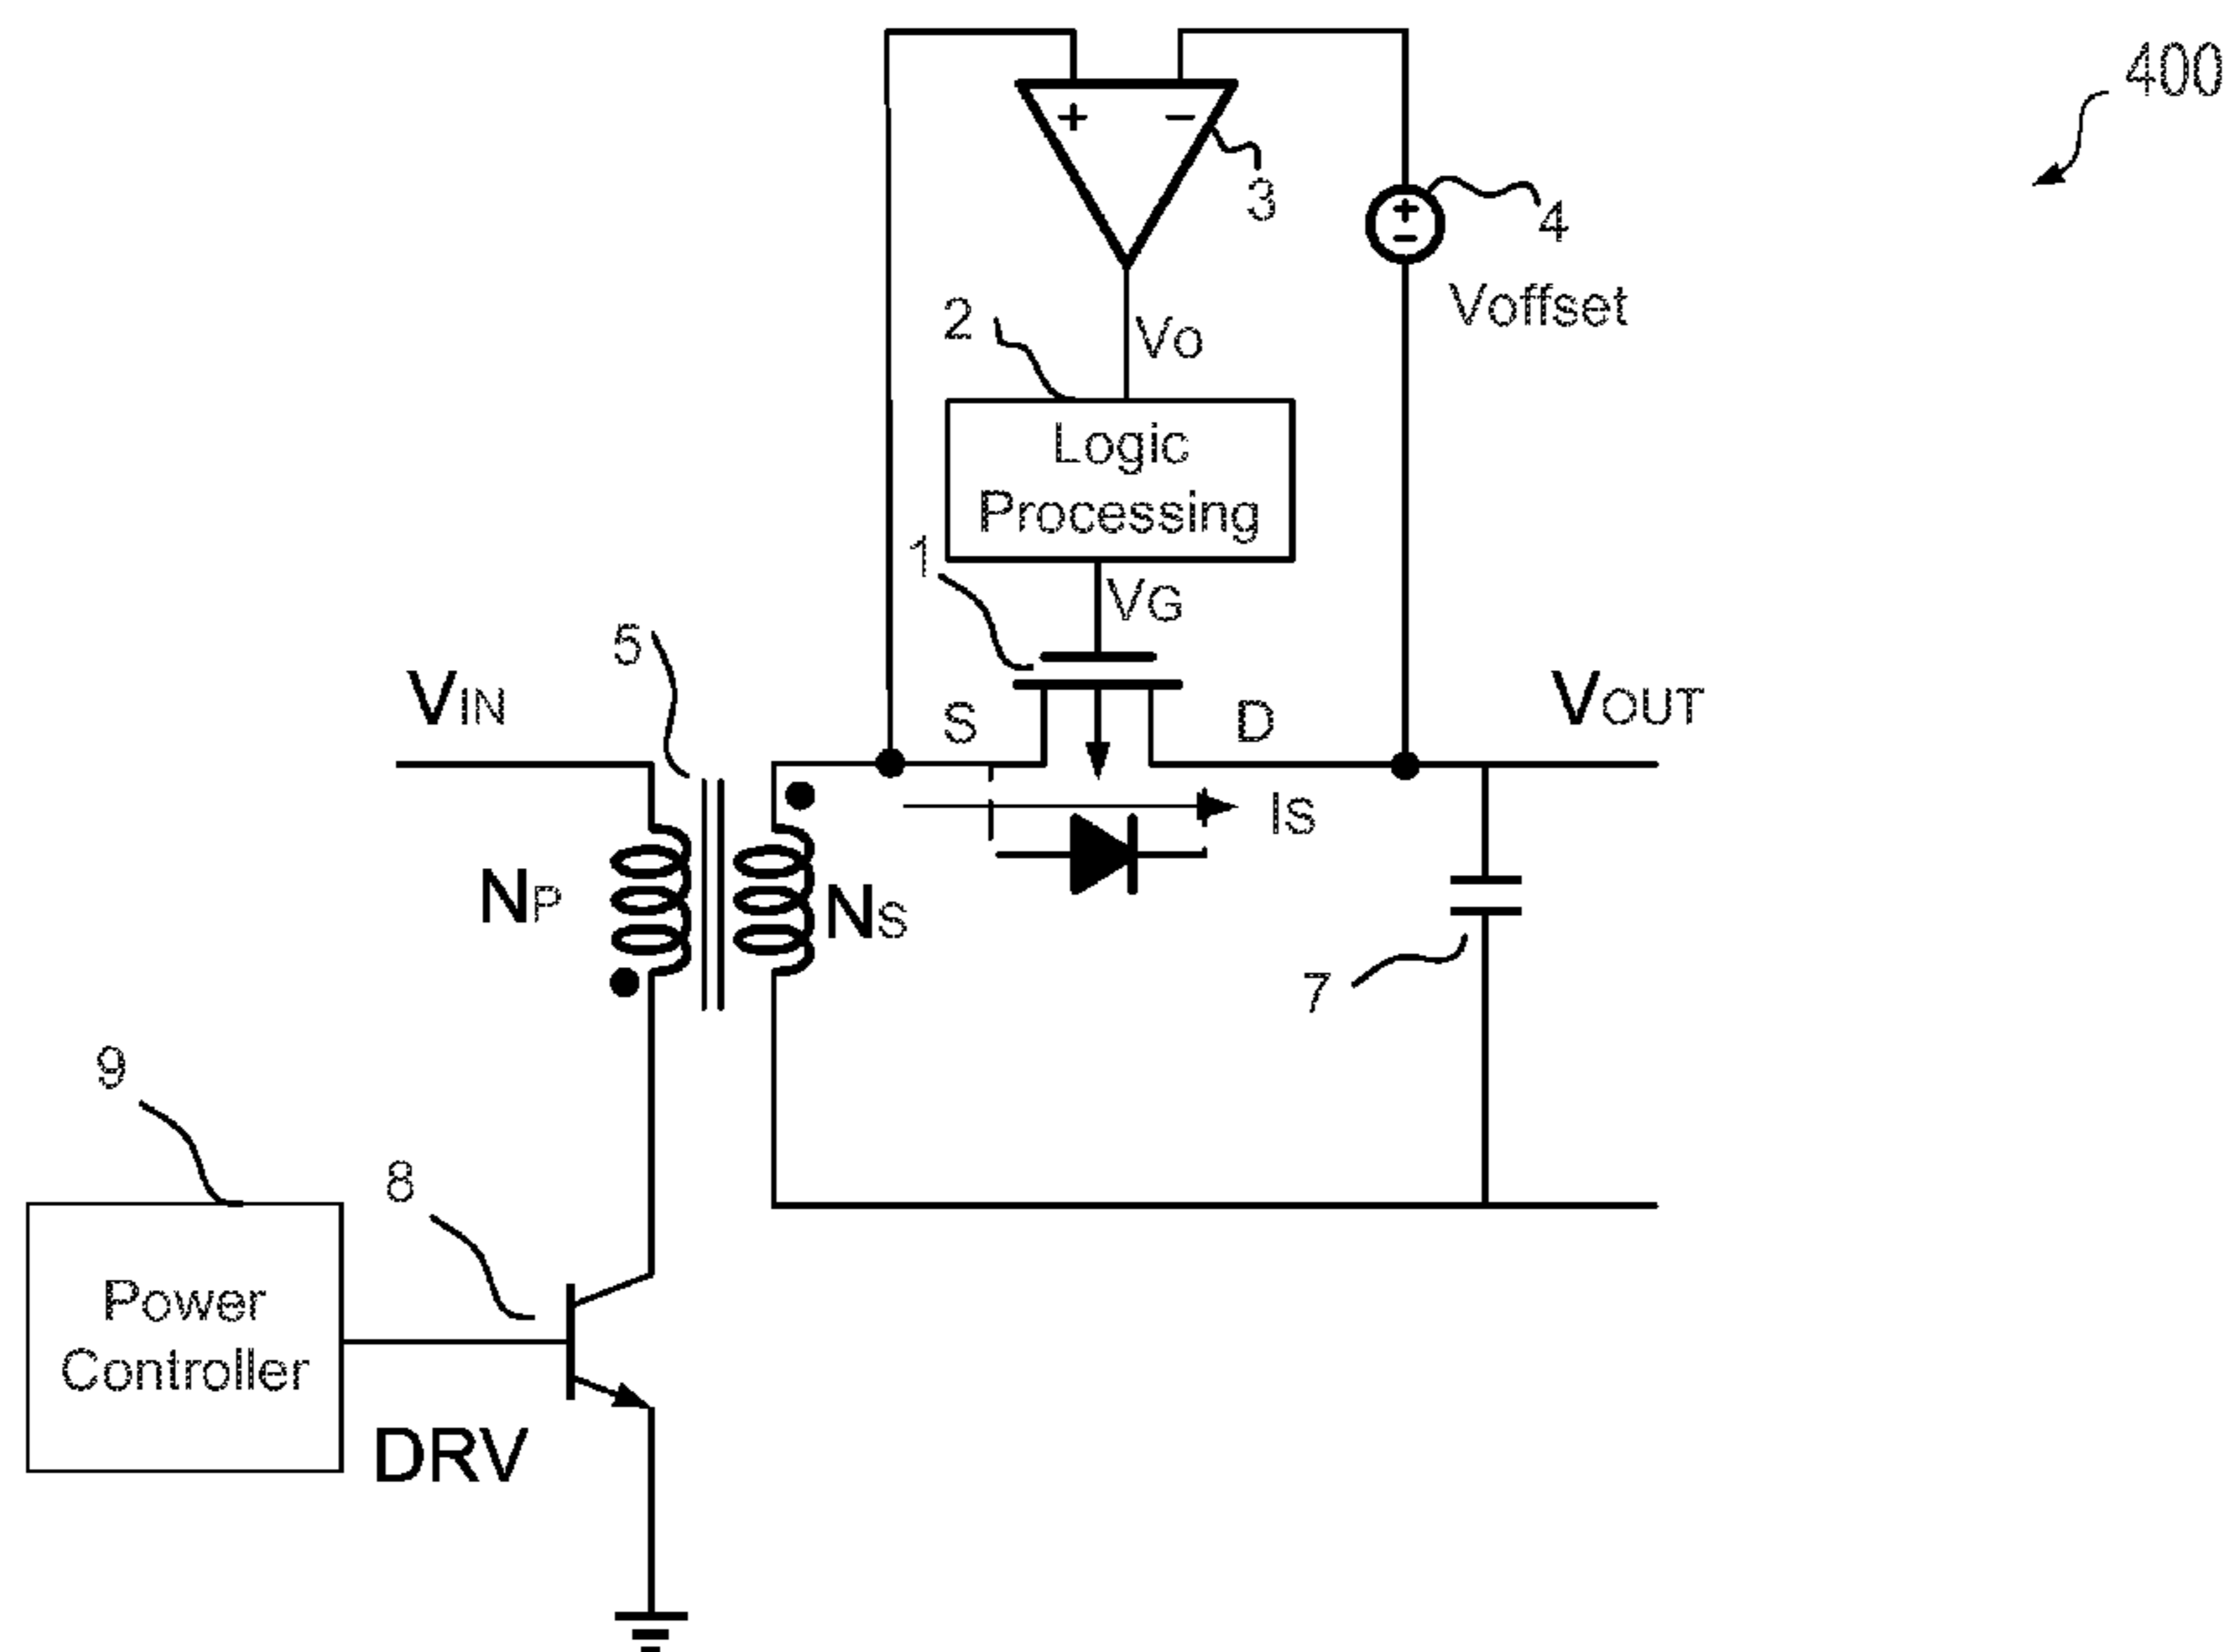 400
+ −
3
+
−
4
Voffset
2
VO
Logic
Processing
1
VG
5
VIN
S
D
VOUT
IS
NP
NS
7
9
8
Power
Controller
DRV